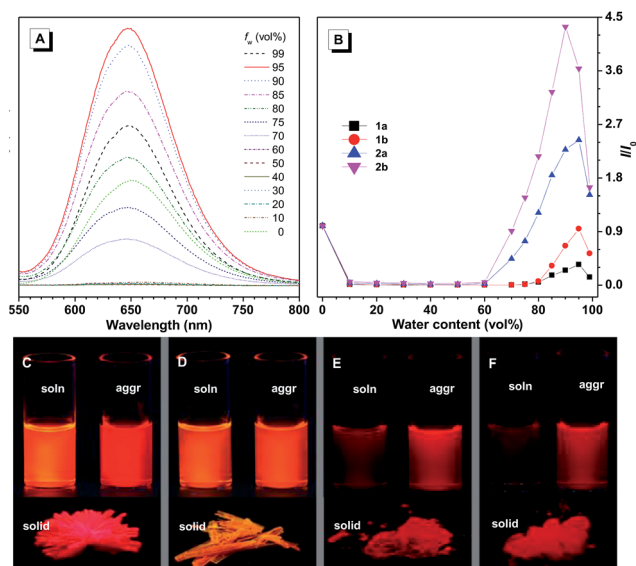 A
f_w (vol%)
99
95
90
85
80
75
70
60
50
40
30
20
10
0
550 600 650 700 750 800
Wavelength (nm)
B
1a
1b
2a
2b
4.5
3.6
2.7
1.8
0.9
0.0
I/I_0
0 20 40 60 80 100
Water content (vol%)
C D E F
soln aggr soln aggr soln aggr soln aggr
solid solid solid solid